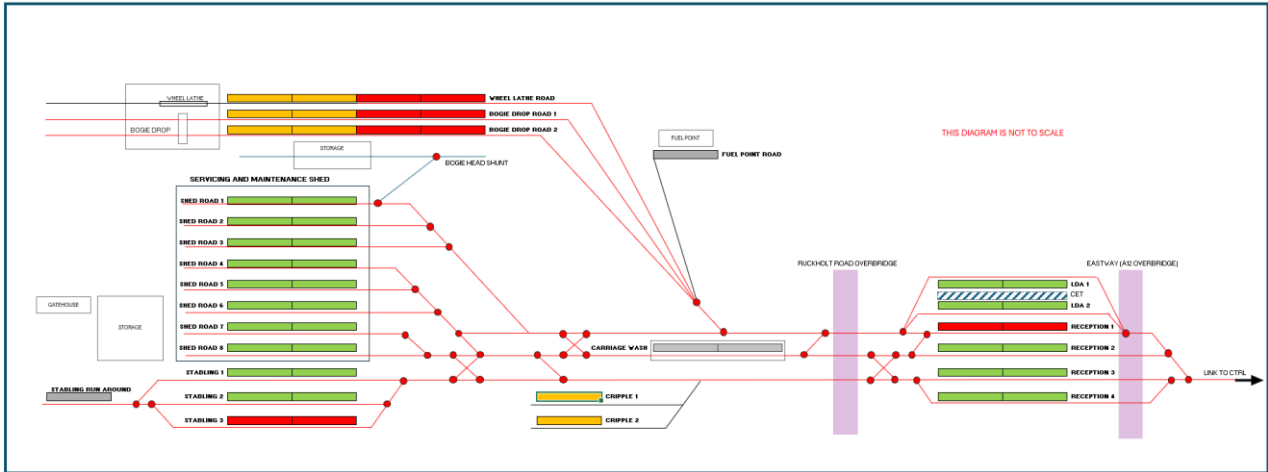 WHEEL LATHE
WHEEL LATHE ROAD
BOGIE DROP ROAD 1
BOGIE DROP
BOGIE DROP ROAD 2
THIS DIAGRAM IS NOT TO SCALE
FUEL POINT
STORAGE
FUEL POINT ROAD
BOGIE HEAD SHUNT
SERVICING AND MAINTENANCE SHED
SHED ROAD 1
SHED ROAD 2
SHED ROAD 3
SHED ROAD 4
SHED ROAD 5
SHED ROAD 6
SHED ROAD 7
SHED ROAD 8
GATEHOUSE
STORAGE
RUCKHOLT ROAD OVERBRIDGE
EASTWAY (A12 OVERBRIDGE)
LDA 1
CET
LDA 2
RECEPTION 1
CARRIAGE WASH
RECEPTION 2
STABLING 1
RECEPTION 3
LINK TO CTRL
STABLING RUN AROUND
STABLING 2
CRIPPLE 1
RECEPTION 4
STABLING 3
CRIPPLE 2